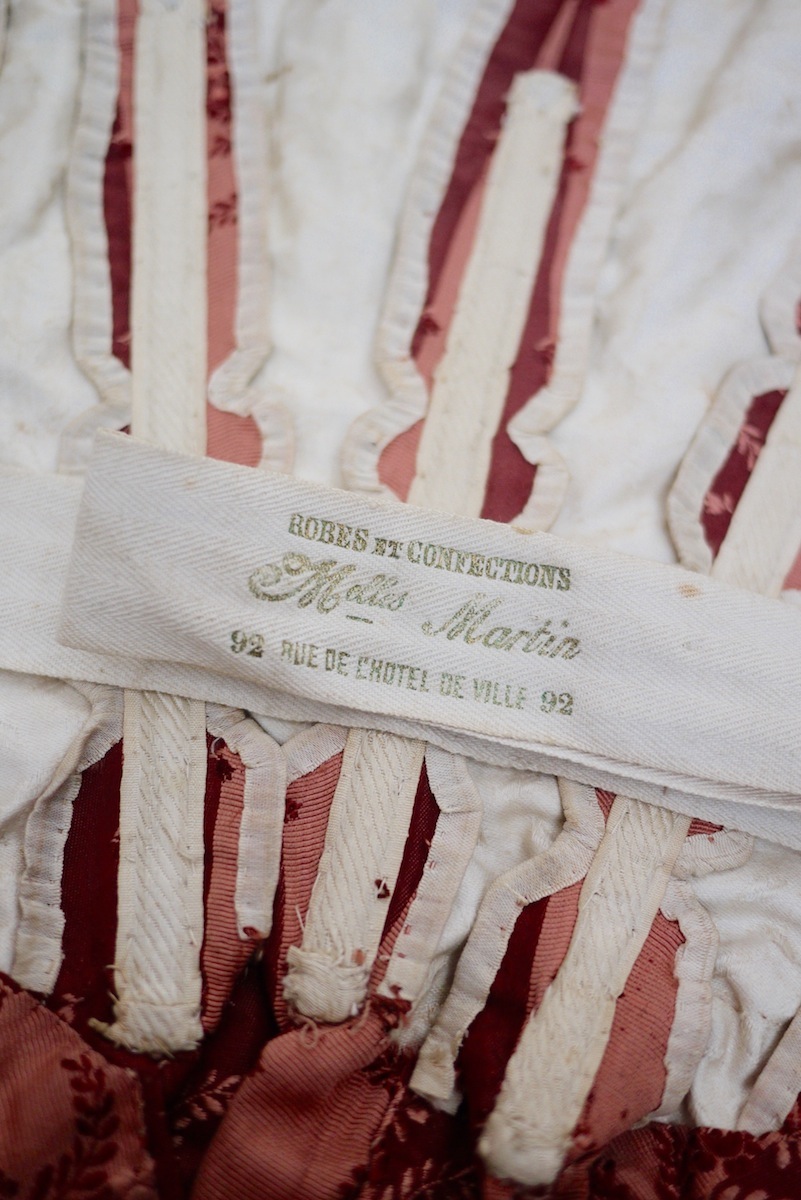 ROBES ET CONFECTIONS
Melles Martin
92 RUE DE L'HOTEL DE VILLE 92